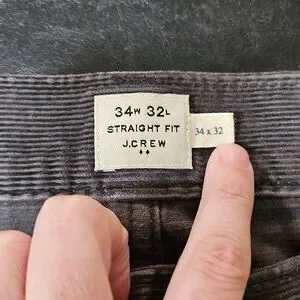 34W 32L
STRAIGHT FIT
J.CREW
34 x 32